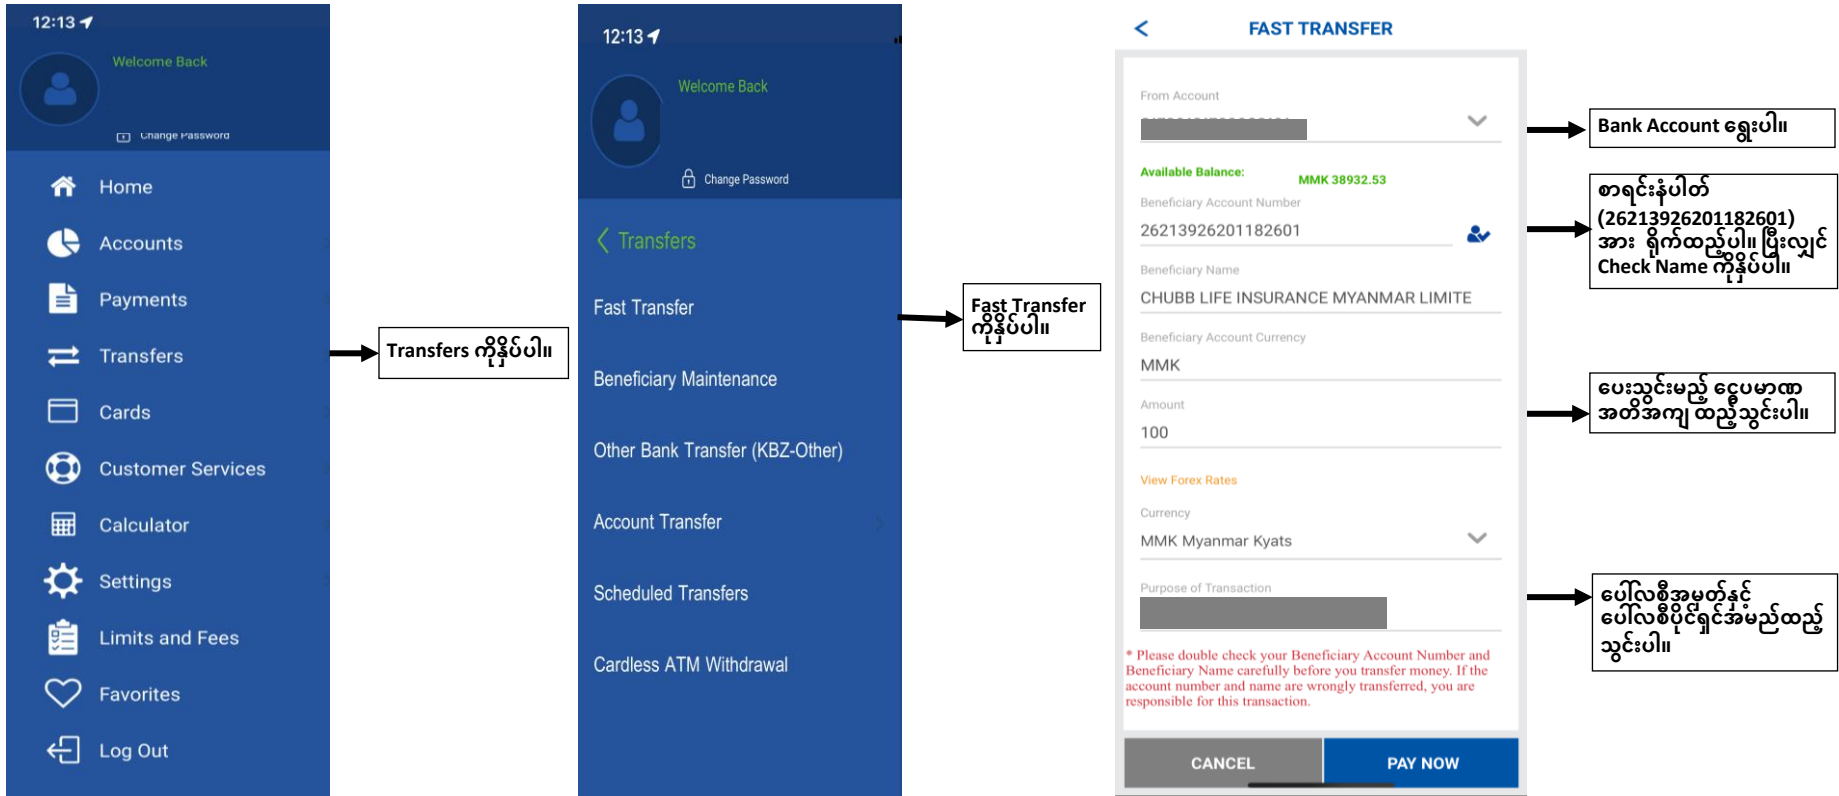 12:13
Welcome Back
Change Password
Home
Accounts
Payments
Transfers
Cards
Customer Services
Calculator
Settings
Limits and Fees
Favorites
Log Out
Transfers ကိုနှိပ်ပါ။
12:13
Welcome Back
Change Password
Transfers
Fast Transfer
Beneficiary Maintenance
Other Bank Transfer (KBZ-Other)
Account Transfer
Scheduled Transfers
Cardless ATM Withdrawal
Fast Transfer
ကိုနှိပ်ပါ။
FAST TRANSFER
From Account
Available Balance:
MMK 38932.53
Beneficiary Account Number
26213926201182601
Beneficiary Name
CHUBB LIFE INSURANCE MYANMAR LIMITE
Beneficiary Account Currency
MMK
Amount
100
View Forex Rates
Currency
MMK Myanmar Kyats
Purpose of Transaction
* Please double check your Beneficiary Account Number and
Beneficiary Name carefully before you transfer money. If the
account number and name are wrongly transferred, you are
responsible for this transaction.
CANCEL
PAY NOW
Bank Account ရွေးပါ။
စာရင်းနံပါတ်
(26213926201182601)
အား ရိုက်ထည့်ပါ။ ပြီးလျှင်
Check Name ကိုနှိပ်ပါ။
ပေးသွင်းမည့် ငွေပမာဏ
အတိအကျ ထည့်သွင်းပါ။
ပေါ်လစီအမှတ်နှင့်
ပေါ်လစီပိုင်ရှင်အမည်ထည့်
သွင်းပါ။